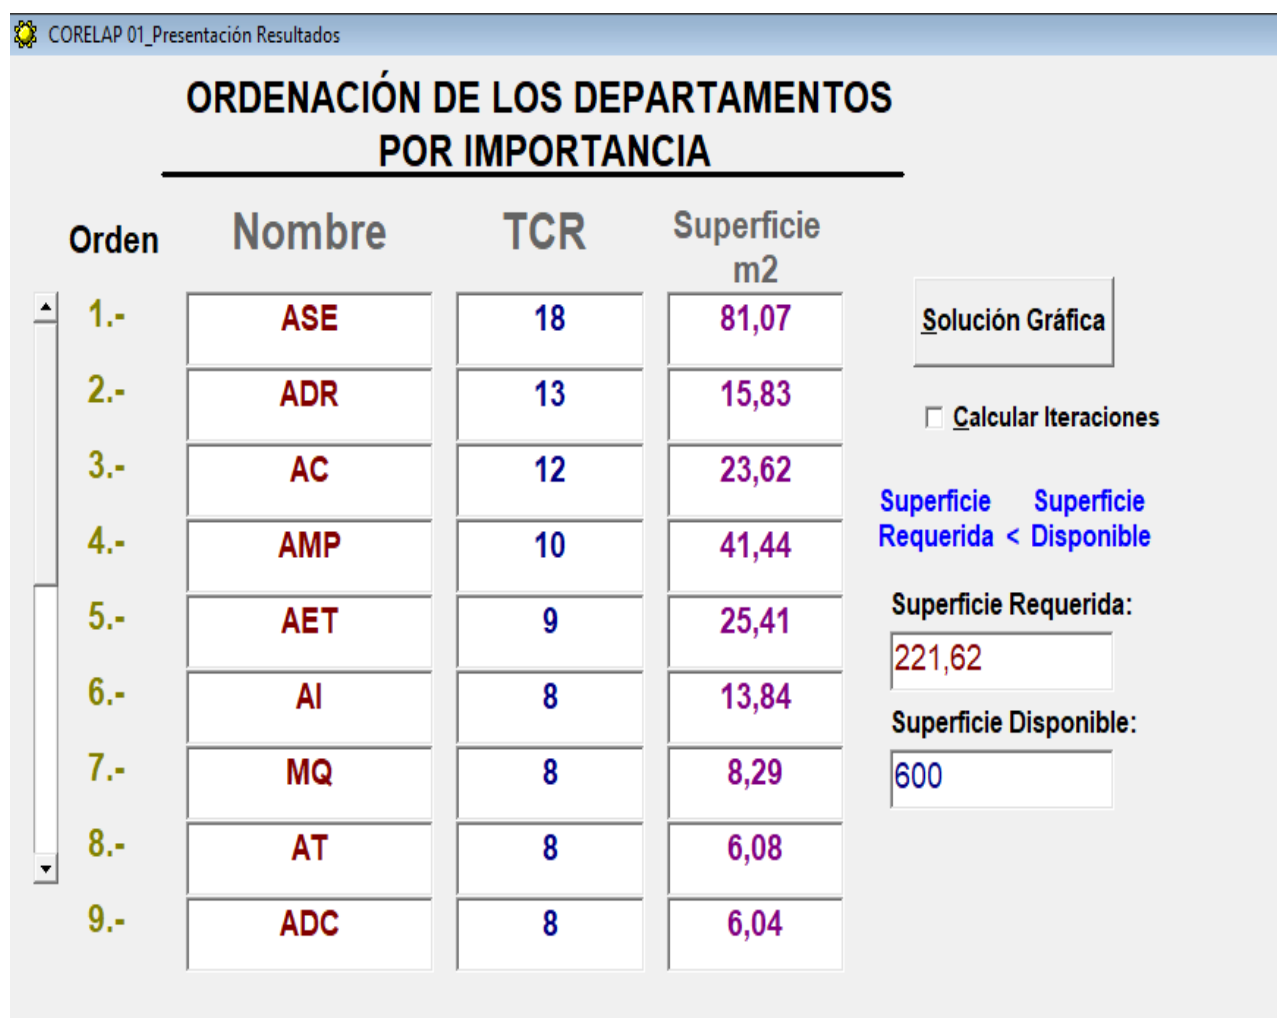 CORELAP 01_Presentación Resultados
ORDENACIÓN DE LOS DEPARTAMENTOS
POR IMPORTANCIA
Orden Nombre TCR Superficie
m2
1.- ASE 18 81,07
2.- ADR 13 15,83
3.- AC 12 23,62
4.- AMP 10 41,44
5.- AET 9 25,41
6.- AI 8 13,84
7.- MQ 8 8,29
8.- AT 8 6,08
9.- ADC 8 6,04
Solución Gráfica
Calcular Iteraciones
Superficie Superficie
Requerida < Disponible
Superficie Requerida:
221,62
Superficie Disponible:
600